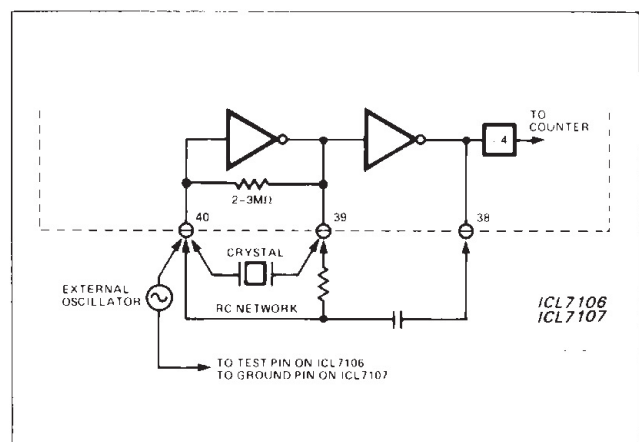 TO
COUNTER
4
2-3MΩ
40
39
38
CRYSTAL
EXTERNAL
OSCILLATOR
RC NETWORK
ICL7106
ICL7107
TO TEST PIN ON ICL7106
TO GROUND PIN ON ICL7107